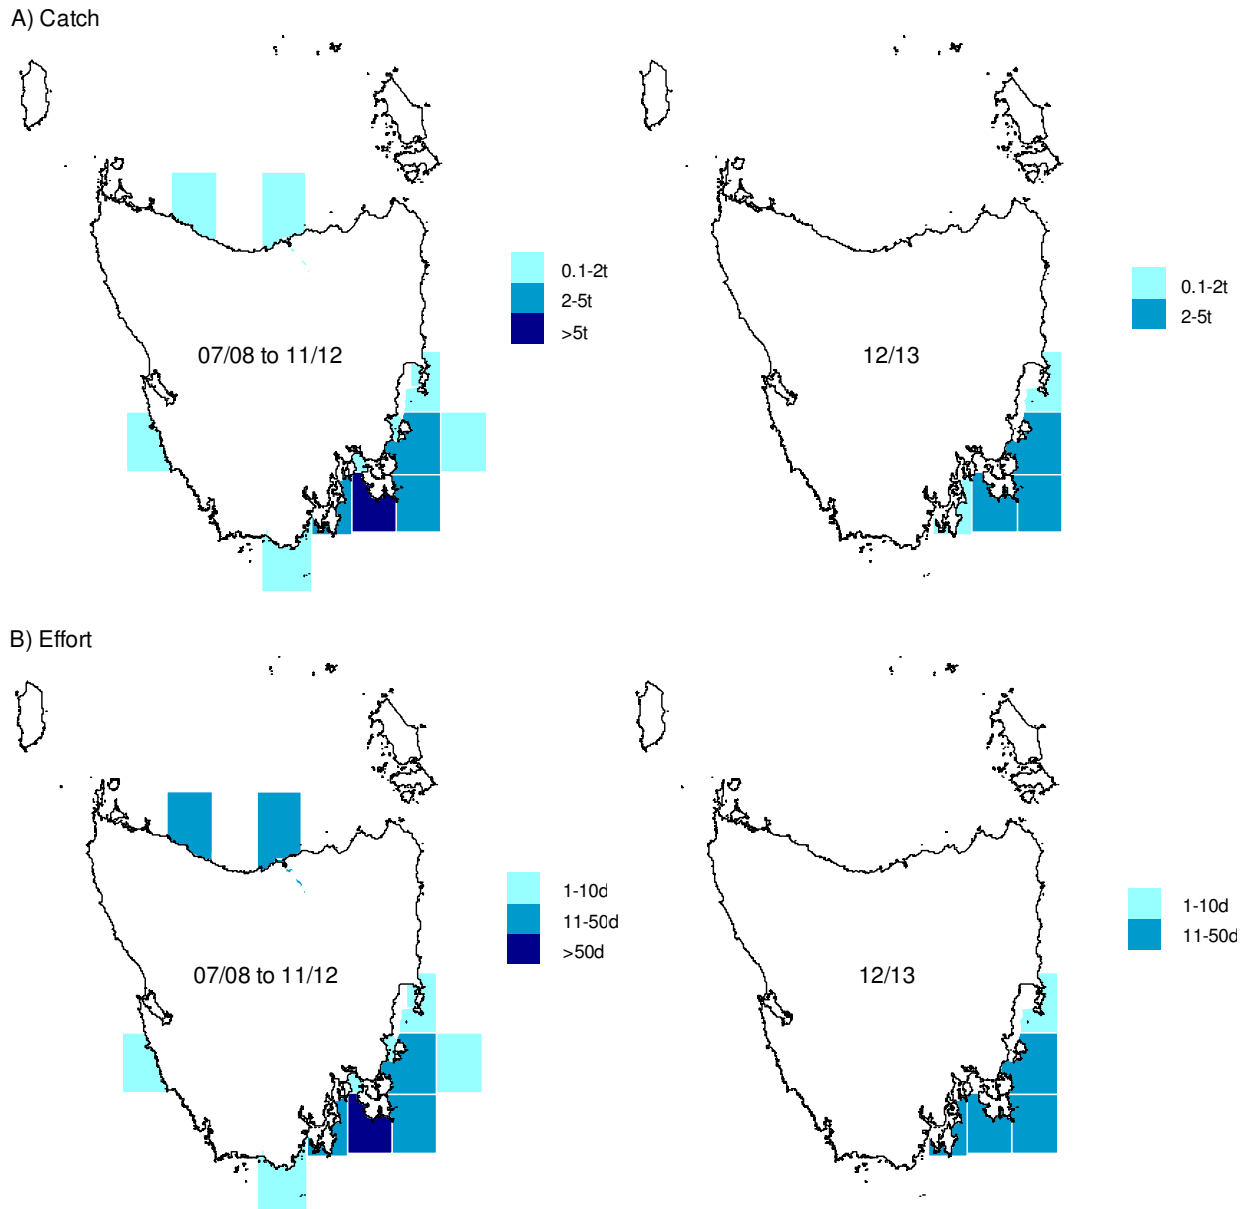 A) Catch
0.1-2t
2-5t
>5t
07/08 to 11/12
0.1-2t
2-5t
12/13
B) Effort
1-10d
11-50d
>50d
07/08 to 11/12
1-10d
11-50d
12/13